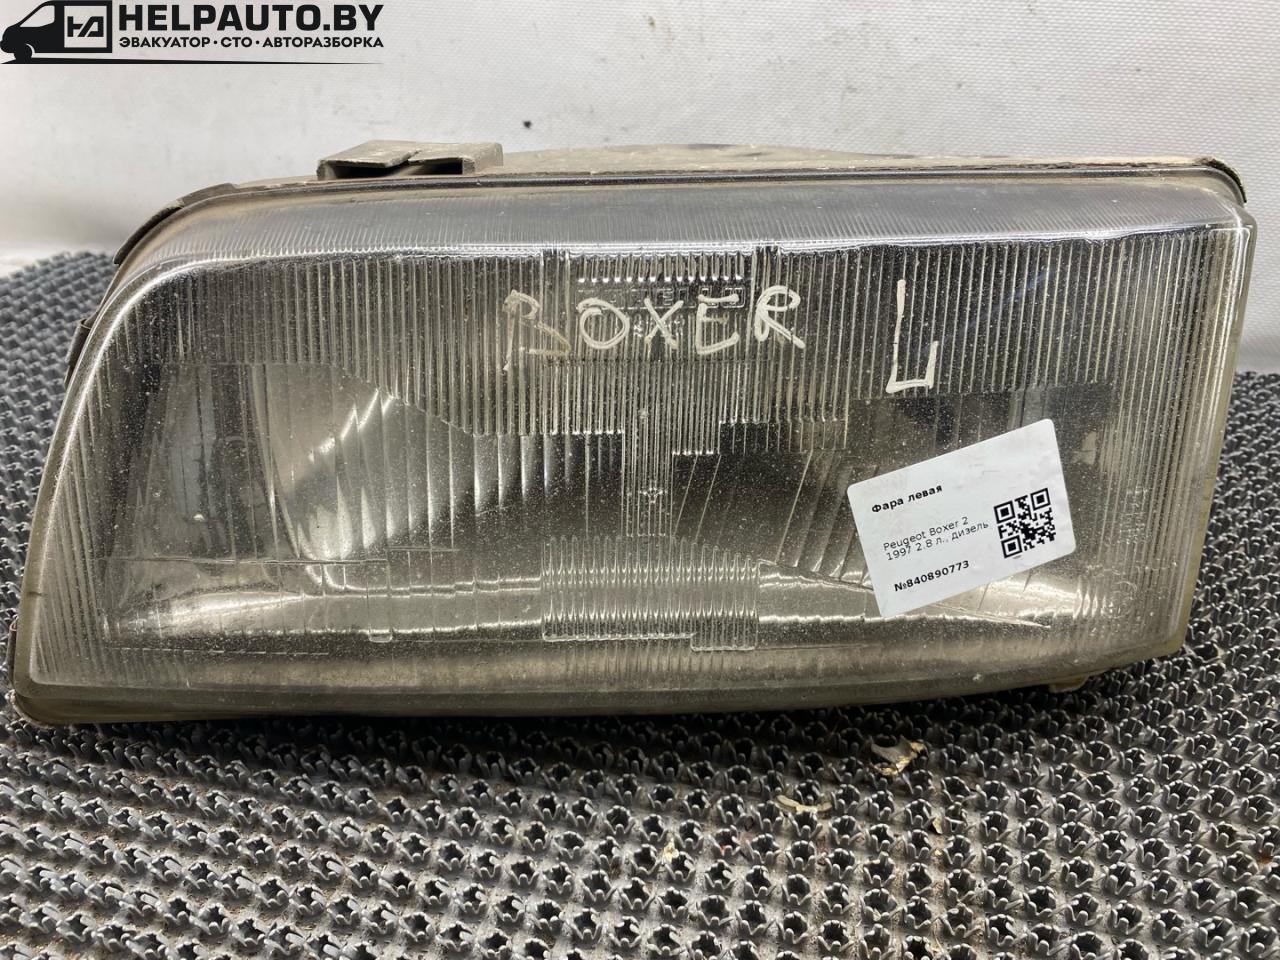 HELPAUTO.BY
ЭВАКУАТОР•СТО•АВТОРАЗБОРКА
BOXER L
Фара левая
Peugeot Boxer 2
1997 2.8 л., дизель
№840890773